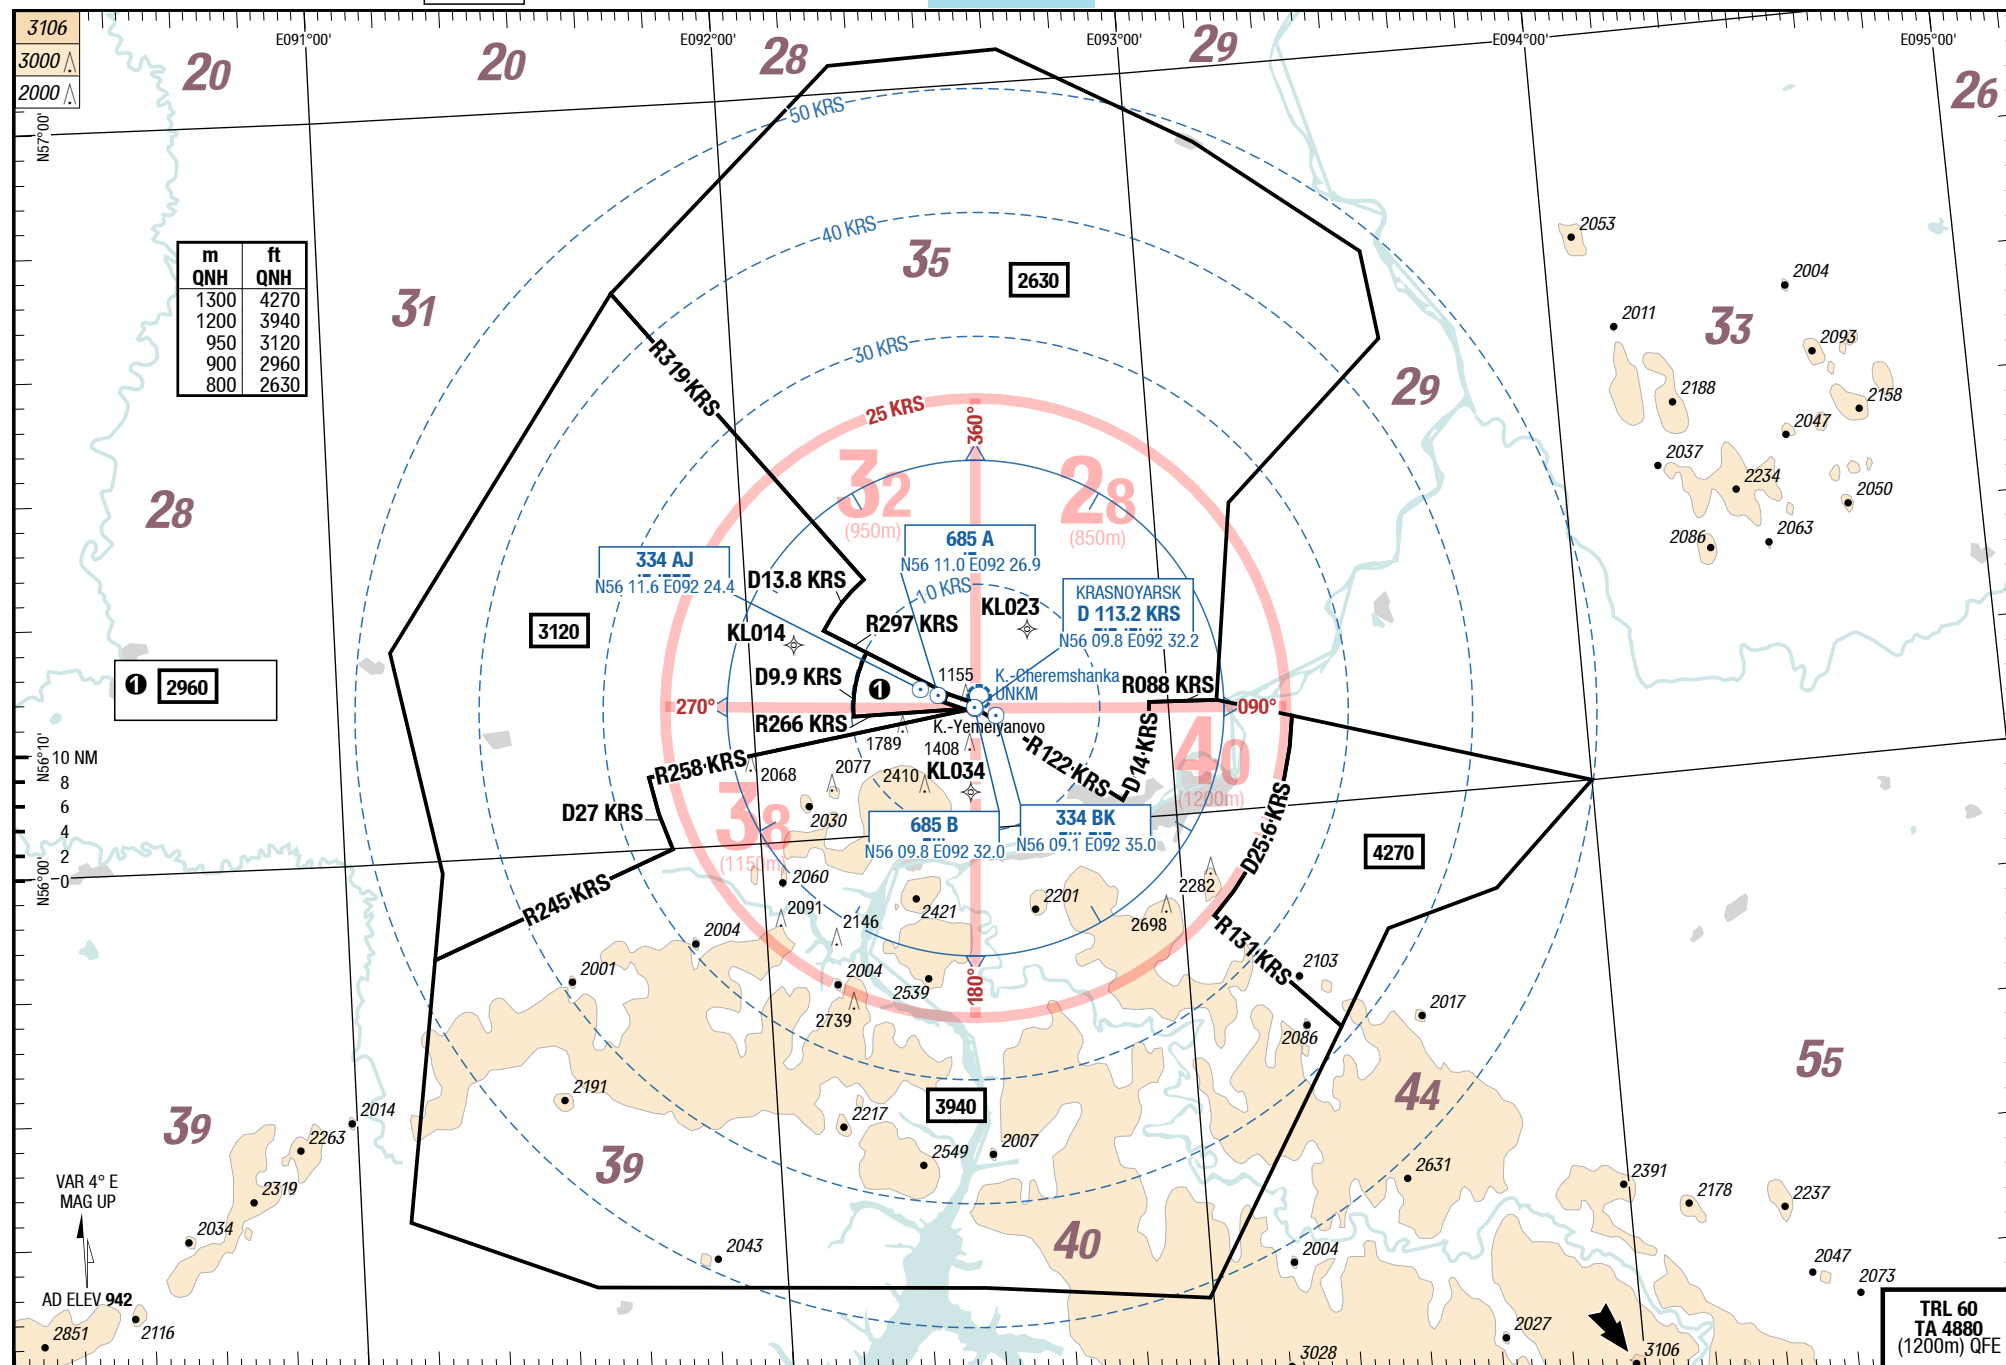 3106
3000
2000
E091°00'
E092°00'
E093°00'
E094°00'
E095°00'
20
20
28
29
26
N57°00'
50 KRS
40 KRS
30 KRS
25 KRS
10 KRS
2053
2004
2011
33
2093
2188
2158
2047
2037
2234
2050
2086
2063
m ft
QNH QNH
1300 4270
1200 3940
950 3120
900 2960
800 2630
31
35
2630
29
R319 KRS
360°
32
(950m)
28
(850m)
28
334 AJ
N56 11.6 E092 24.4
685 A
N56 11.0 E092 26.9
KRASNOYARSK
D 113.2 KRS
N56 09.8 E092 32.2
D13.8 KRS
KL023
KL014
R297 KRS
3120
1155
K.-Cheremshanka
UNKM
D9.9 KRS
1
R088 KRS
1 2960
270°
090°
R266 KRS
K.-Yemelyanovo
1789
1408
R122 KRS
D14 KRS
40
(1200m)
R258 KRS
2068
2077
2410
KL034
N56°10'
10 NM
8
6
4
2
0
N56°00'
D27 KRS
38
(1150m)
2030
685 B
N56 09.8 E092 32.0
334 BK
N56 09.1 E092 35.0
D25.6 KRS
4270
2060
2282
R245 KRS
2091
2421
2201
2698
2146
R131 KRS
2004
2001
2004
2539
180°
2103
2739
2017
2086
55
2191
44
3940
2217
39
2014
2263
39
2549
2007
2631
2391
VAR 4° E
MAG UP
2319
2178
2237
2034
40
2043
2004
2047
2073
AD ELEV 942
2851
2116
2027
3028
3106
TRL 60
TA 4880
(1200m) QFE